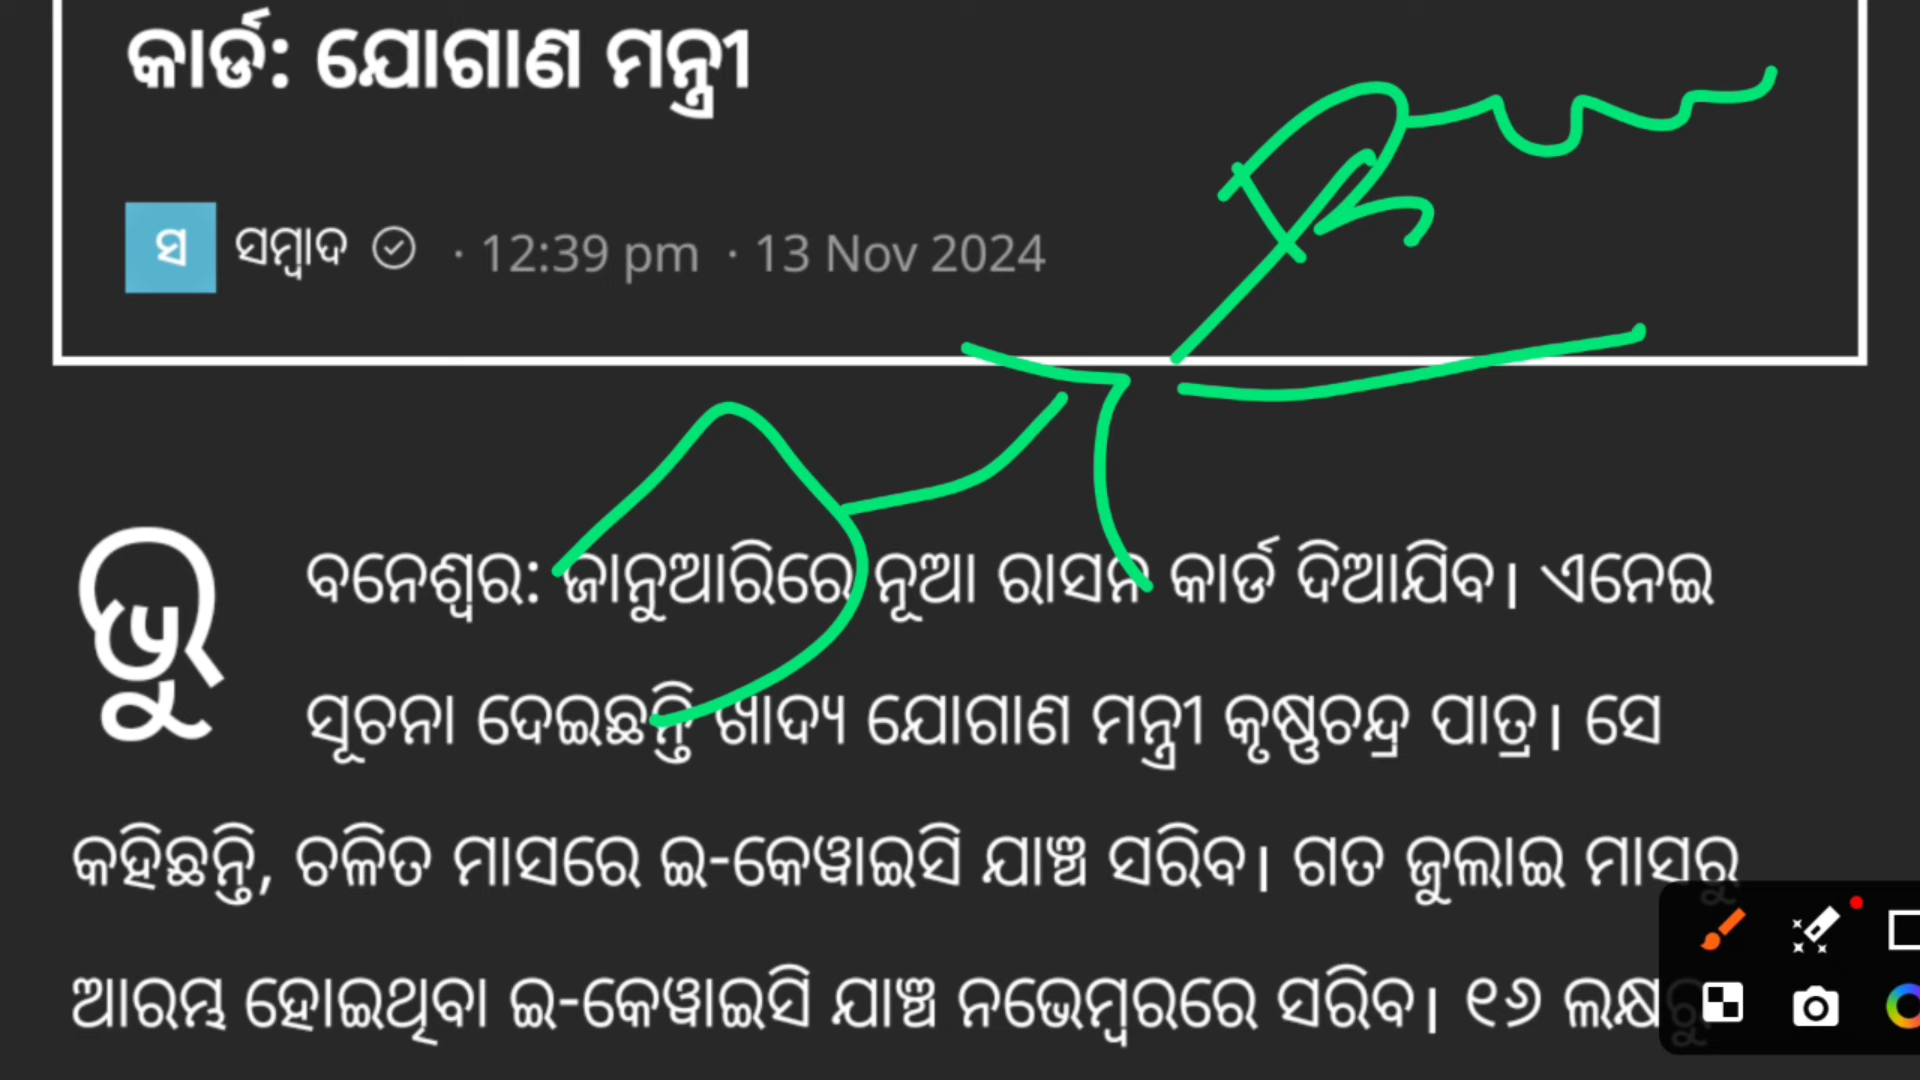 କାର୍ଡ: ଯୋଗାଣ ମନ୍ତ୍ରୀ
ସ ସମ୍ବାଦ · 12:39 pm · 13 Nov 2024
ଭୁବନେଶ୍ୱର: ଜାନୁଆରିରେ ନୂଆ ରାସନ କାର୍ଡ ଦିଆଯିବ। ଏନେଇ
ସୂଚନା ଦେଇଛନ୍ତି ଖାଦ୍ୟ ଯୋଗାଣ ମନ୍ତ୍ରୀ କୃଷ୍ଣଚନ୍ଦ୍ର ପାତ୍ର। ସେ
କହିଛନ୍ତି, ଚଳିତ ମାସରେ ଇ-କେୱାଇସି ଯାଞ୍ଚ ସରିବ। ଗତ ଜୁଲାଇ ମାସରୁ
ଆରମ୍ଭ ହୋଇଥିବା ଇ-କେୱାଇସି ଯାଞ୍ଚ ନଭେମ୍ବରରେ ସରିବ। ୧୬ ଲକ୍ଷରୁ